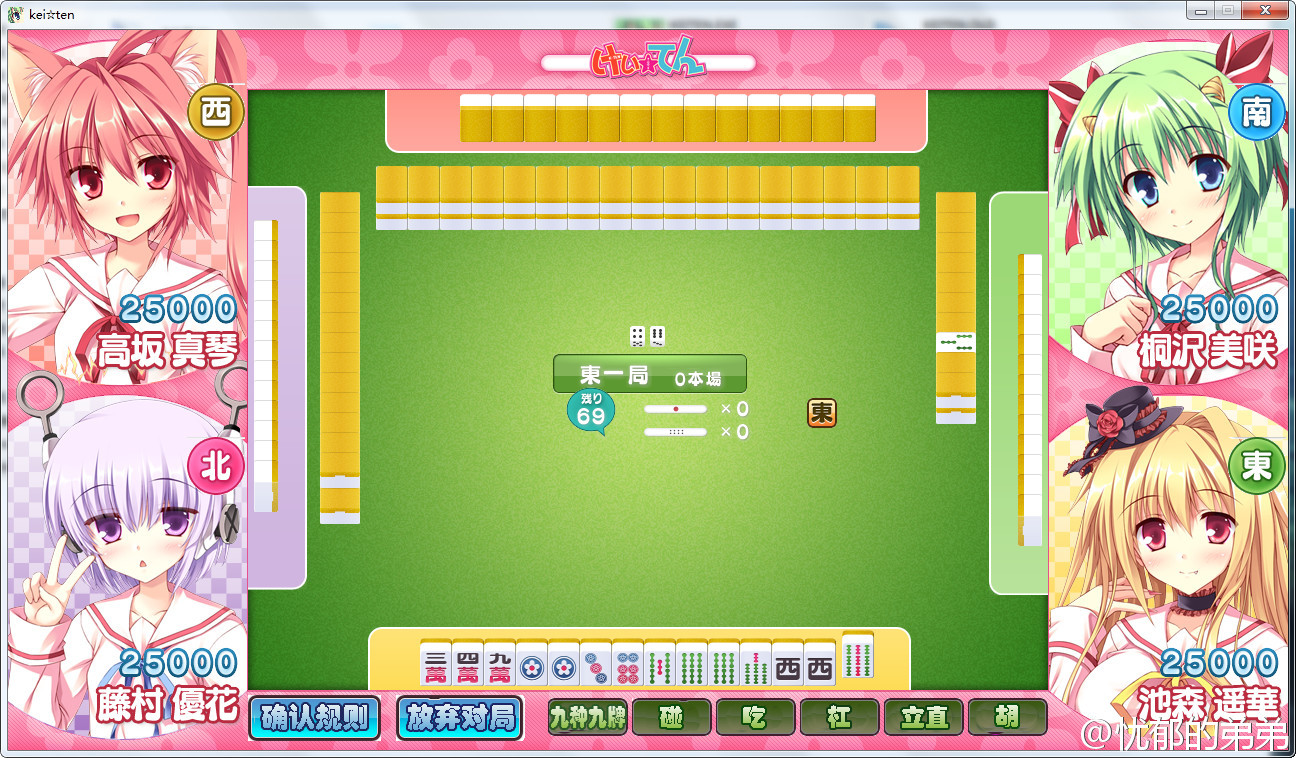 kei☆ten
けい☆てん
西
25000
高坂 真琴
南
25000
桐沢 美咲
東一局 0本場
残り
69
× 0
× 0
東
北
25000
藤村 優花
東
25000
池森 遥華
三 四 九 西 西
萬 萬 萬
确认规则 放弃对局 九种九牌 碰 吃 杠 立直 胡
@忧郁的弟弟